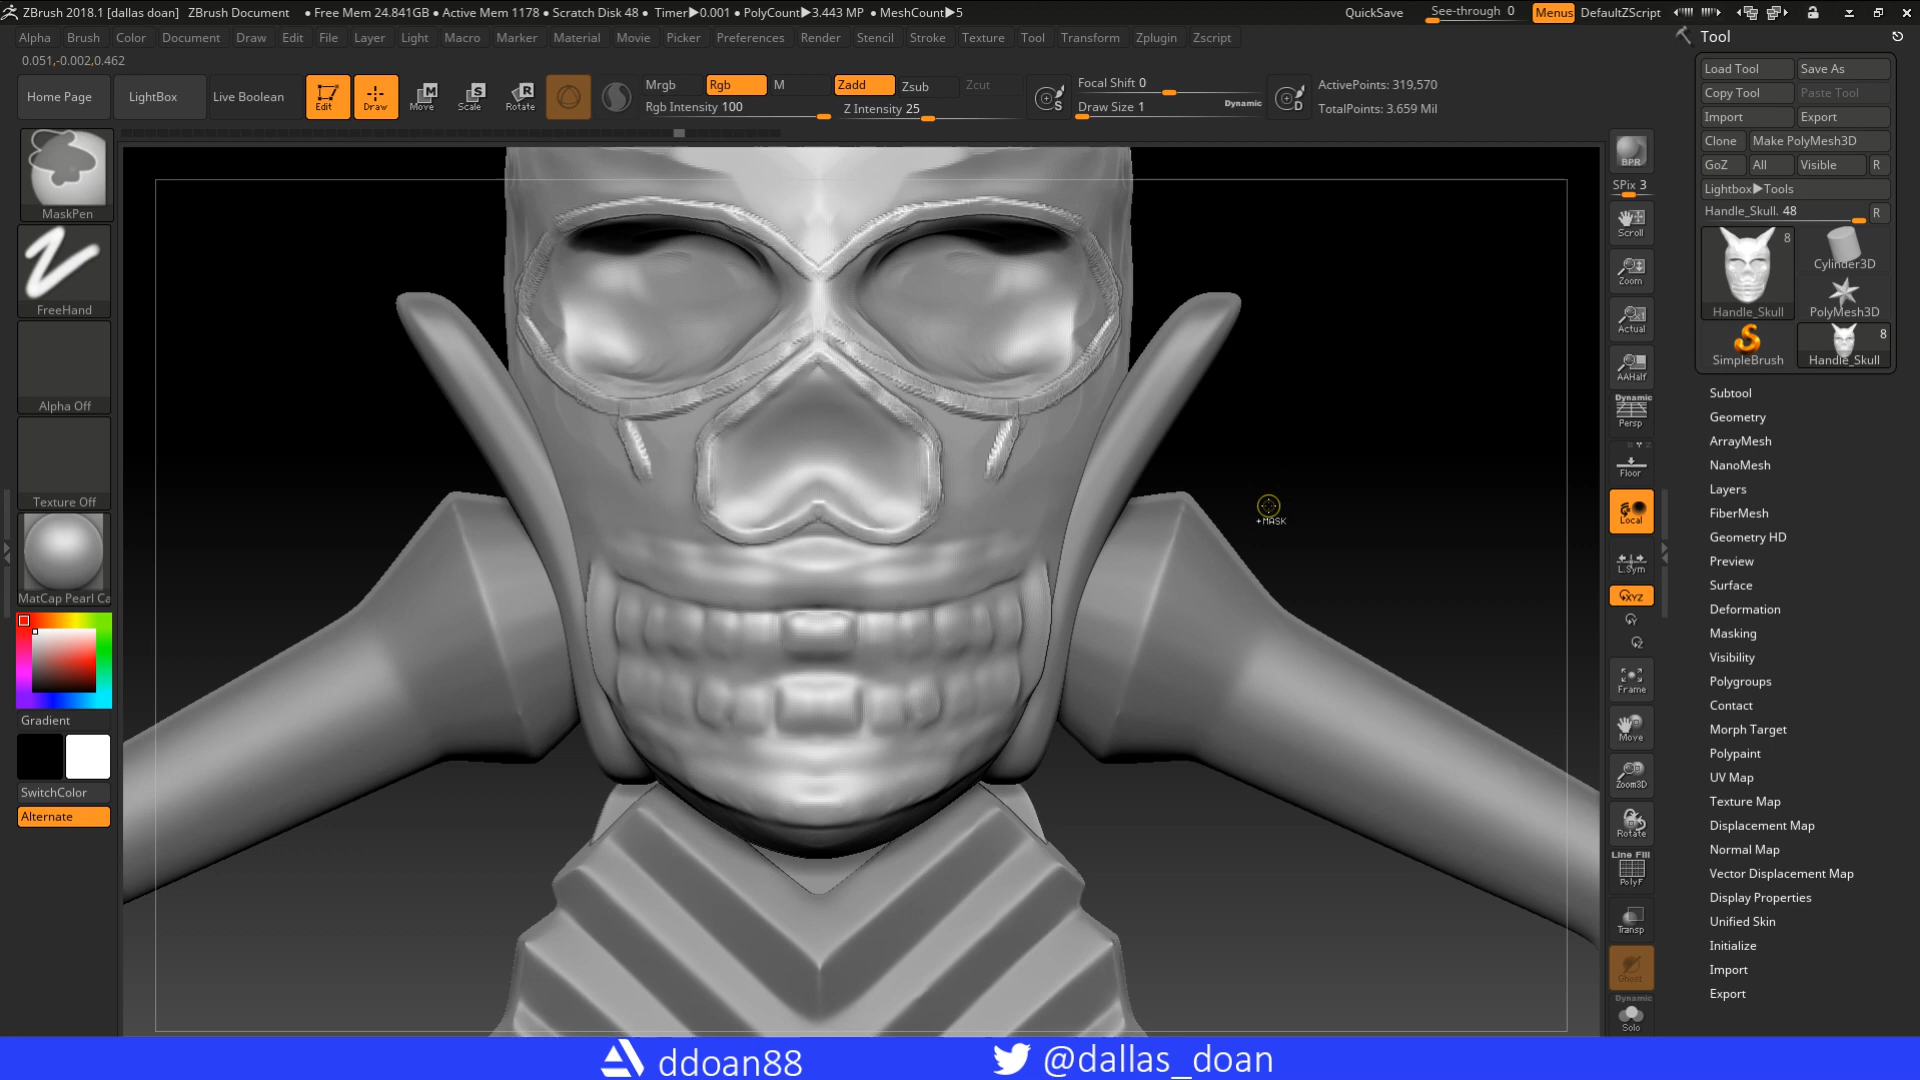 ZBrush 2018.1 [dallas doan] ZBrush Document ● Free Mem 24.841GB ● Active Mem 1178 ● Scratch Disk 48 ● Timer▶0.001 ● PolyCount▶3.443 MP ● MeshCount▶5 QuickSave See-through 0 Menus DefaultZScript
Alpha Brush Color Document Draw Edit File Layer Light Macro Marker Material Movie Picker Preferences Render Stencil Stroke Texture Tool Transform Zplugin Zscript
0.051,-0.002,0.462
Home Page LightBox Live Boolean Edit Draw Move Scale Rotate
Mrgb Rgb M Zadd Zsub Zcut
Rgb Intensity 100 Z Intensity 25
S
Focal Shift 0
Draw Size 1 Dynamic
D
ActivePoints: 319,570
TotalPoints: 3.659 Mil
MaskPen
FreeHand
Alpha Off
Texture Off
MatCap Pearl Ca
Gradient
SwitchColor
Alternate
+MASK
BPR
SPix 3
Scroll
Zoom
Actual
AAHalf
Dynamic
Persp
Floor
Local
L.Sym
XYZ
Y
Z
Frame
Move
Zoom3D
Rotate
Line Fill
PolyF
Transp
Ghost
Dynamic
Solo
Tool
Load Tool Save As
Copy Tool Paste Tool
Import Export
Clone Make PolyMesh3D
GoZ All Visible R
Lightbox▶Tools
Handle_Skull. 48 R
8
Handle_Skull
Cylinder3D
PolyMesh3D
SimpleBrush
8
Handle_Skull
Subtool
Geometry
ArrayMesh
NanoMesh
Layers
FiberMesh
Geometry HD
Preview
Surface
Deformation
Masking
Visibility
Polygroups
Contact
Morph Target
Polypaint
UV Map
Texture Map
Displacement Map
Normal Map
Vector Displacement Map
Display Properties
Unified Skin
Initialize
Import
Export
ddoan88 @dallas_doan